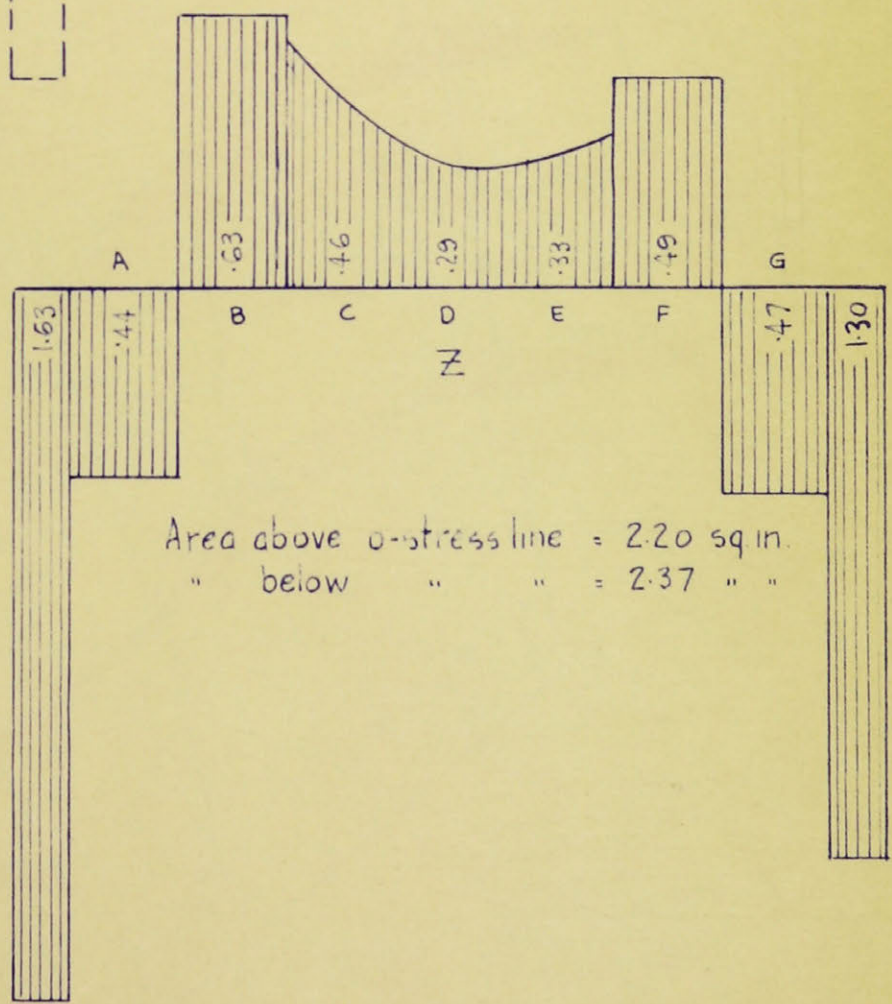 A G
1.63 .44 .63 .46 .29 .33 .49 .47 1.30
B C D E F
Z
Area above 0-stress line = 2.20 sq.in.
" below " " = 2.37 " "